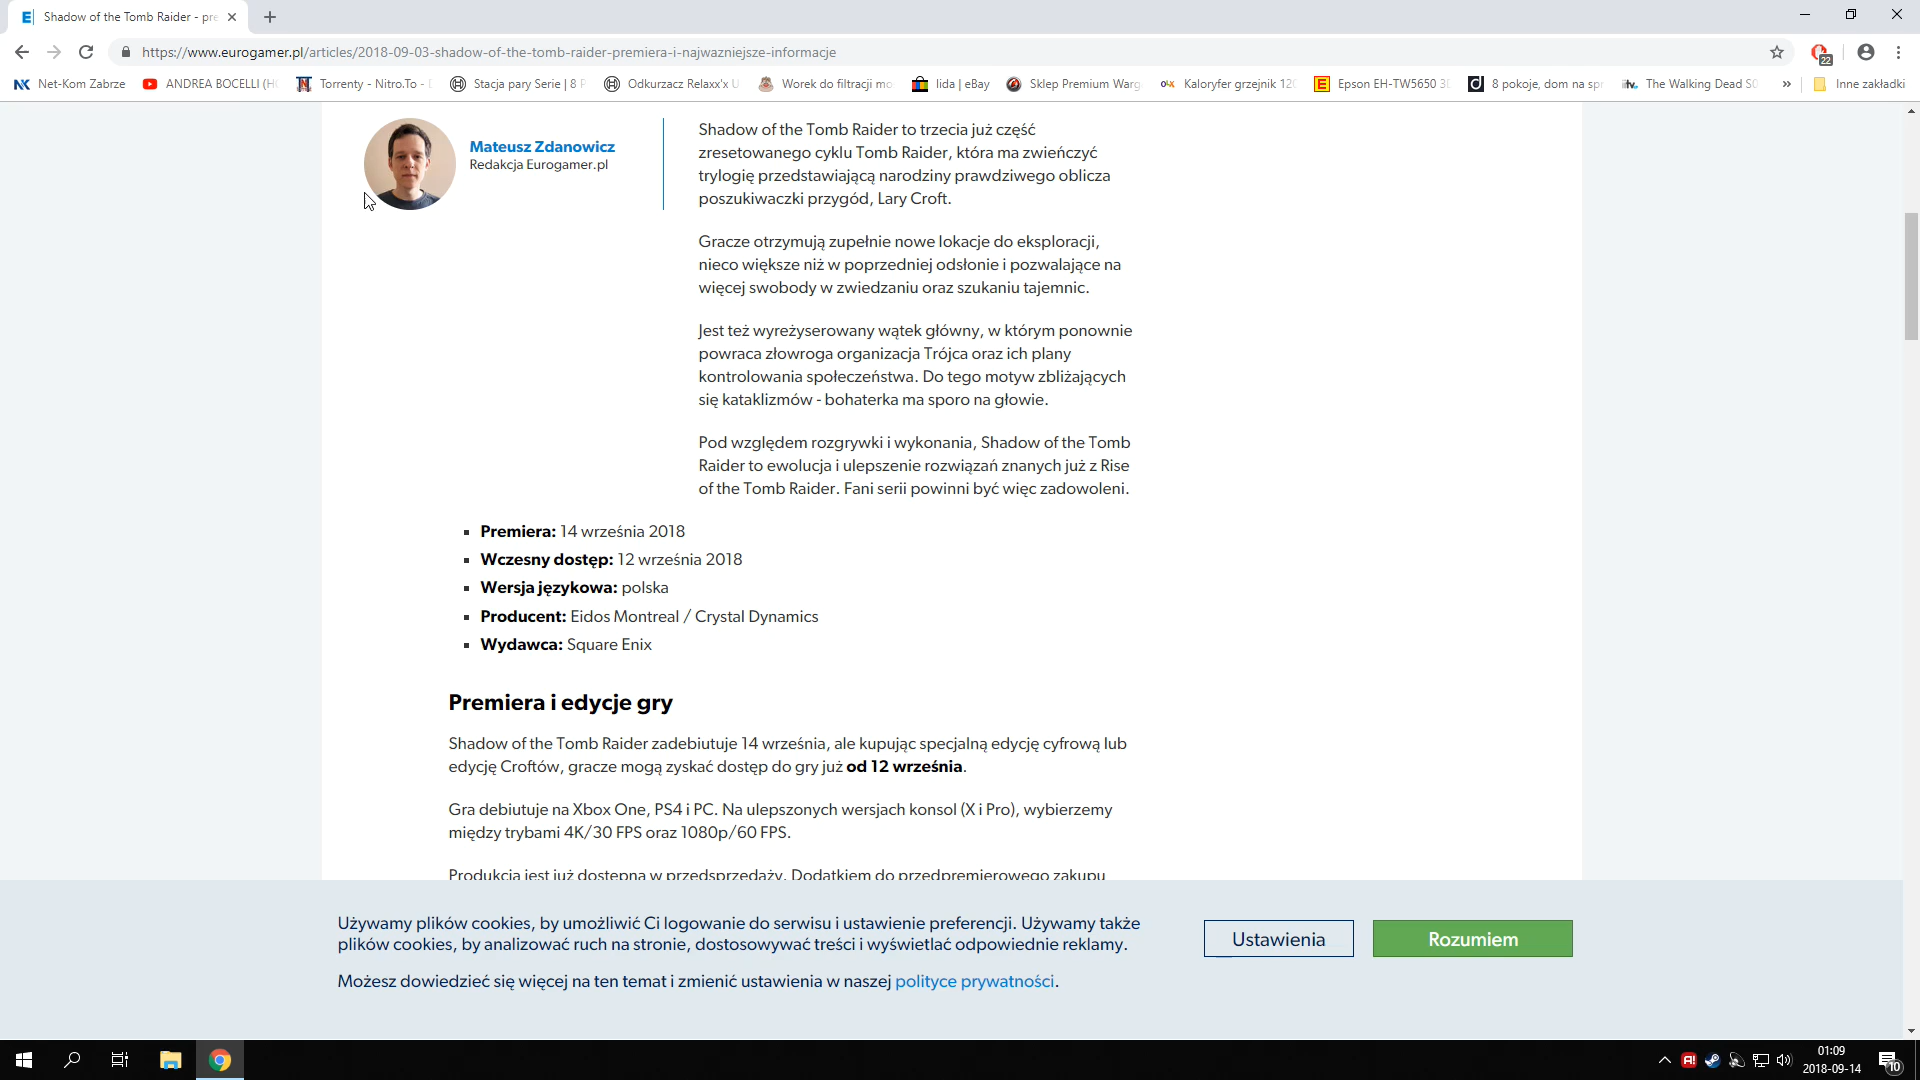 Shadow of the Tomb Raider - pre
https://www.eurogamer.pl/articles/2018-09-03-shadow-of-the-tomb-raider-premiera-i-najwazniejsze-informacje
22
Net-Kom Zabrze
ANDREA BOCELLI (H
Torrenty - Nitro.To -
Stacja pary Serie | 8 P
Odkurzacz Relaxx'x U
Worek do filtracji mo
lida | eBay
Sklep Premium Warg
Kaloryfer grzejnik 120
Epson EH-TW5650 3D
8 pokoje, dom na spr
The Walking Dead S0
»
Inne zakładki
Mateusz Zdanowicz
Redakcja Eurogamer.pl
Shadow of the Tomb Raider to trzecia już część
zresetowanego cyklu Tomb Raider, która ma zwieńczyć
trylogię przedstawiającą narodziny prawdziwego oblicza
poszukiwaczki przygód, Lary Croft.
Gracze otrzymują zupełnie nowe lokacje do eksploracji,
nieco większe niż w poprzedniej odsłonie i pozwalające na
więcej swobody w zwiedzaniu oraz szukaniu tajemnic.
Jest też wyreżyserowany wątek główny, w którym ponownie
powraca złowroga organizacja Trójca oraz ich plany
kontrolowania społeczeństwa. Do tego motyw zbliżających
się kataklizmów - bohaterka ma sporo na głowie.
Pod względem rozgrywki i wykonania, Shadow of the Tomb
Raider to ewolucja i ulepszenie rozwiązań znanych już z Rise
of the Tomb Raider. Fani serii powinni być więc zadowoleni.
Premiera: 14 września 2018
Wczesny dostęp: 12 września 2018
Wersja językowa: polska
Producent: Eidos Montreal / Crystal Dynamics
Wydawca: Square Enix
Premiera i edycje gry
Shadow of the Tomb Raider zadebiutuje 14 września, ale kupując specjalną edycję cyfrową lub
edycję Croftów, gracze mogą zyskać dostęp do gry już od 12 września.
Gra debiutuje na Xbox One, PS4 i PC. Na ulepszonych wersjach konsol (X i Pro), wybierzemy
między trybami 4K/30 FPS oraz 1080p/60 FPS.
Produkcja jest już dostępna w przedsprzedaży. Dodatkiem do przedpremierowego zakupu
Używamy plików cookies, by umożliwić Ci logowanie do serwisu i ustawienie preferencji. Używamy także
plików cookies, by analizować ruch na stronie, dostosowywać treści i wyświetlać odpowiednie reklamy.
Możesz dowiedzieć się więcej na ten temat i zmienić ustawienia w naszej polityce prywatności.
Ustawienia
Rozumiem
01:09
2018-09-14
10